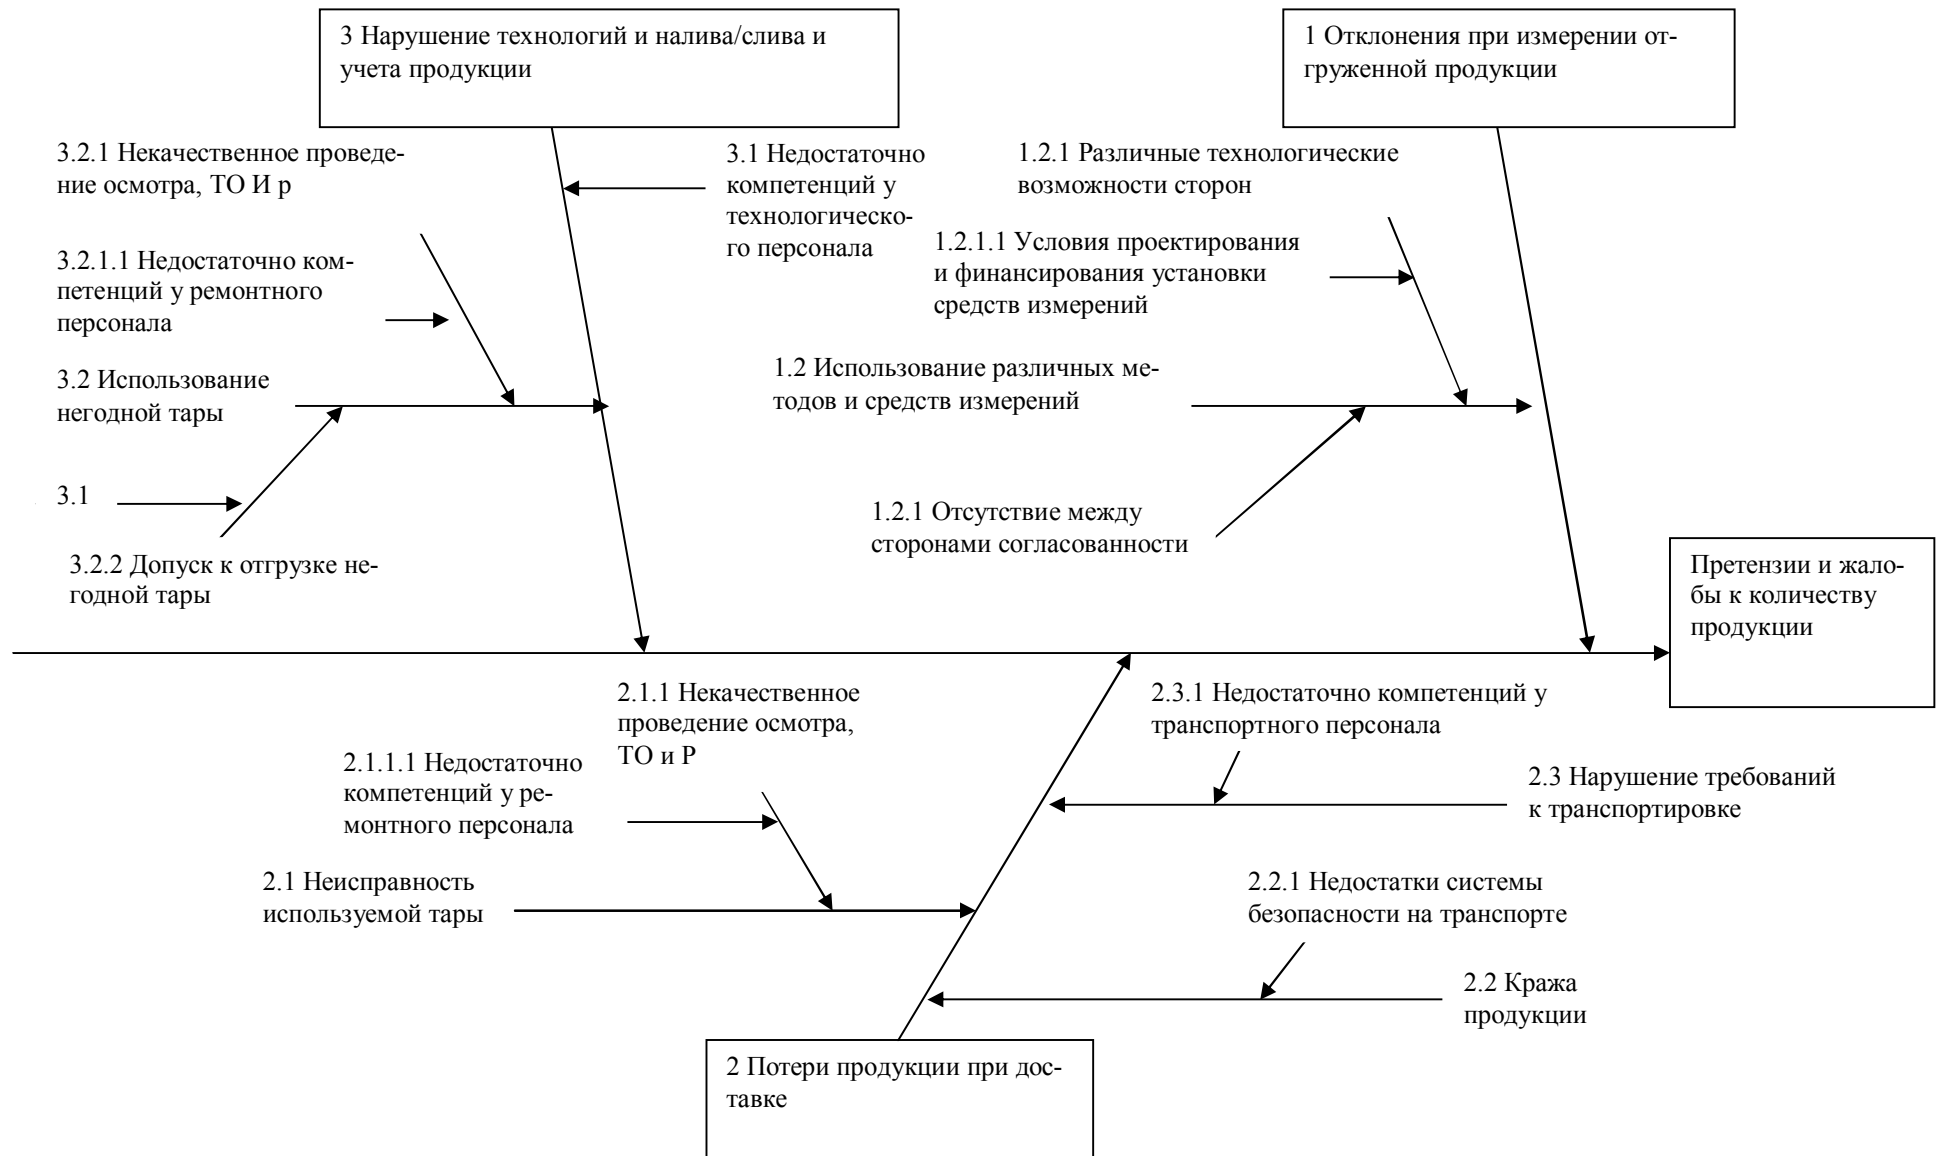 3 Нарушение технологий и налива/слива и
учета продукции
1 Отклонения при измерении от-
груженной продукции
3.2.1 Некачественное проведе-
ние осмотра, ТО И р
3.1 Недостаточно
компетенций у
технологическо-
го персонала
1.2.1 Различные технологические
возможности сторон
3.2.1.1 Недостаточно ком-
петенций у ремонтного
персонала
1.2.1.1 Условия проектирования
и финансирования установки
средств измерений
3.2 Использование
негодной тары
1.2 Использование различных ме-
тодов и средств измерений
3.1
1.2.1 Отсутствие между
сторонами согласованности
3.2.2 Допуск к отгрузке не-
годной тары
Претензии и жало-
бы к количеству
продукции
2.1.1 Некачественное
проведение осмотра,
ТО и Р
2.3.1 Недостаточно компетенций у
транспортного персонала
2.1.1.1 Недостаточно
компетенций у ре-
монтного персонала
2.3 Нарушение требований
к транспортировке
2.1 Неисправность
используемой тары
2.2.1 Недостатки системы
безопасности на транспорте
2.2 Кража
продукции
2 Потери продукции при дос-
тавке